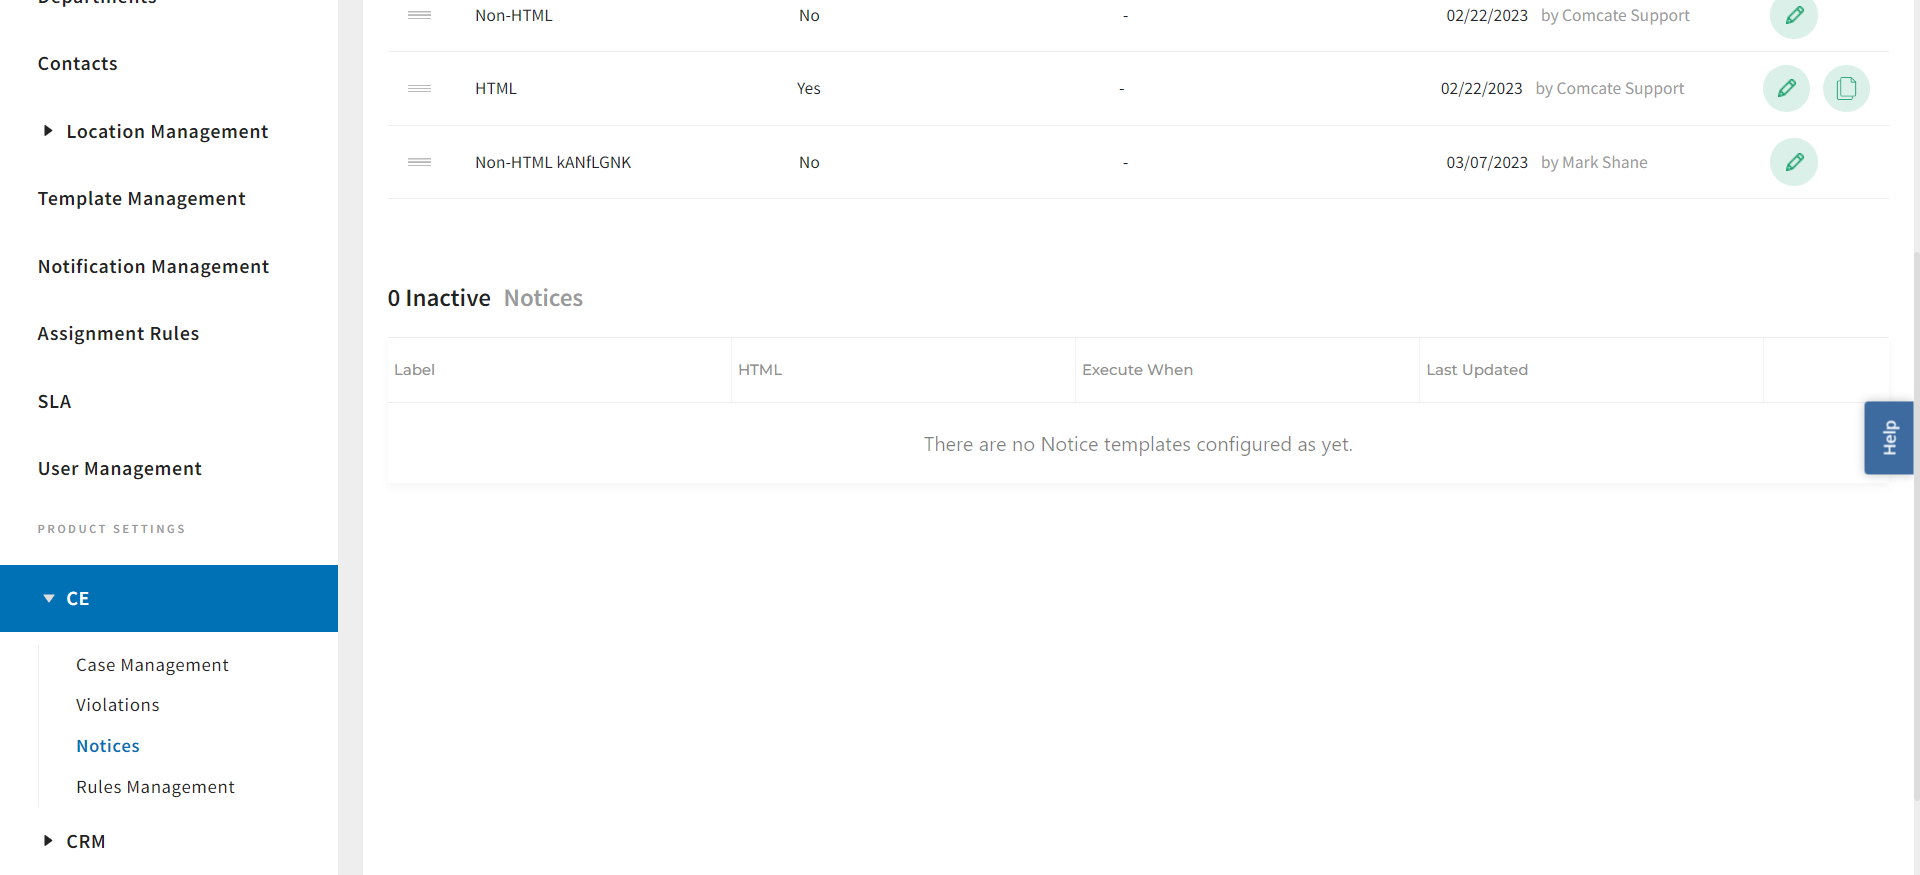 Departments
Contacts
Location Management
Template Management
Notification Management
Assignment Rules
SLA
User Management
PRODUCT SETTINGS
CE
Case Management
Violations
Notices
Rules Management
CRM
Non-HTML No - 02/22/2023 by Comcate Support
HTML Yes - 02/22/2023 by Comcate Support
Non-HTML kANfLGNK No - 03/07/2023 by Mark Shane
0 Inactive Notices
Label HTML Execute When Last Updated
There are no Notice templates configured as yet.
Help